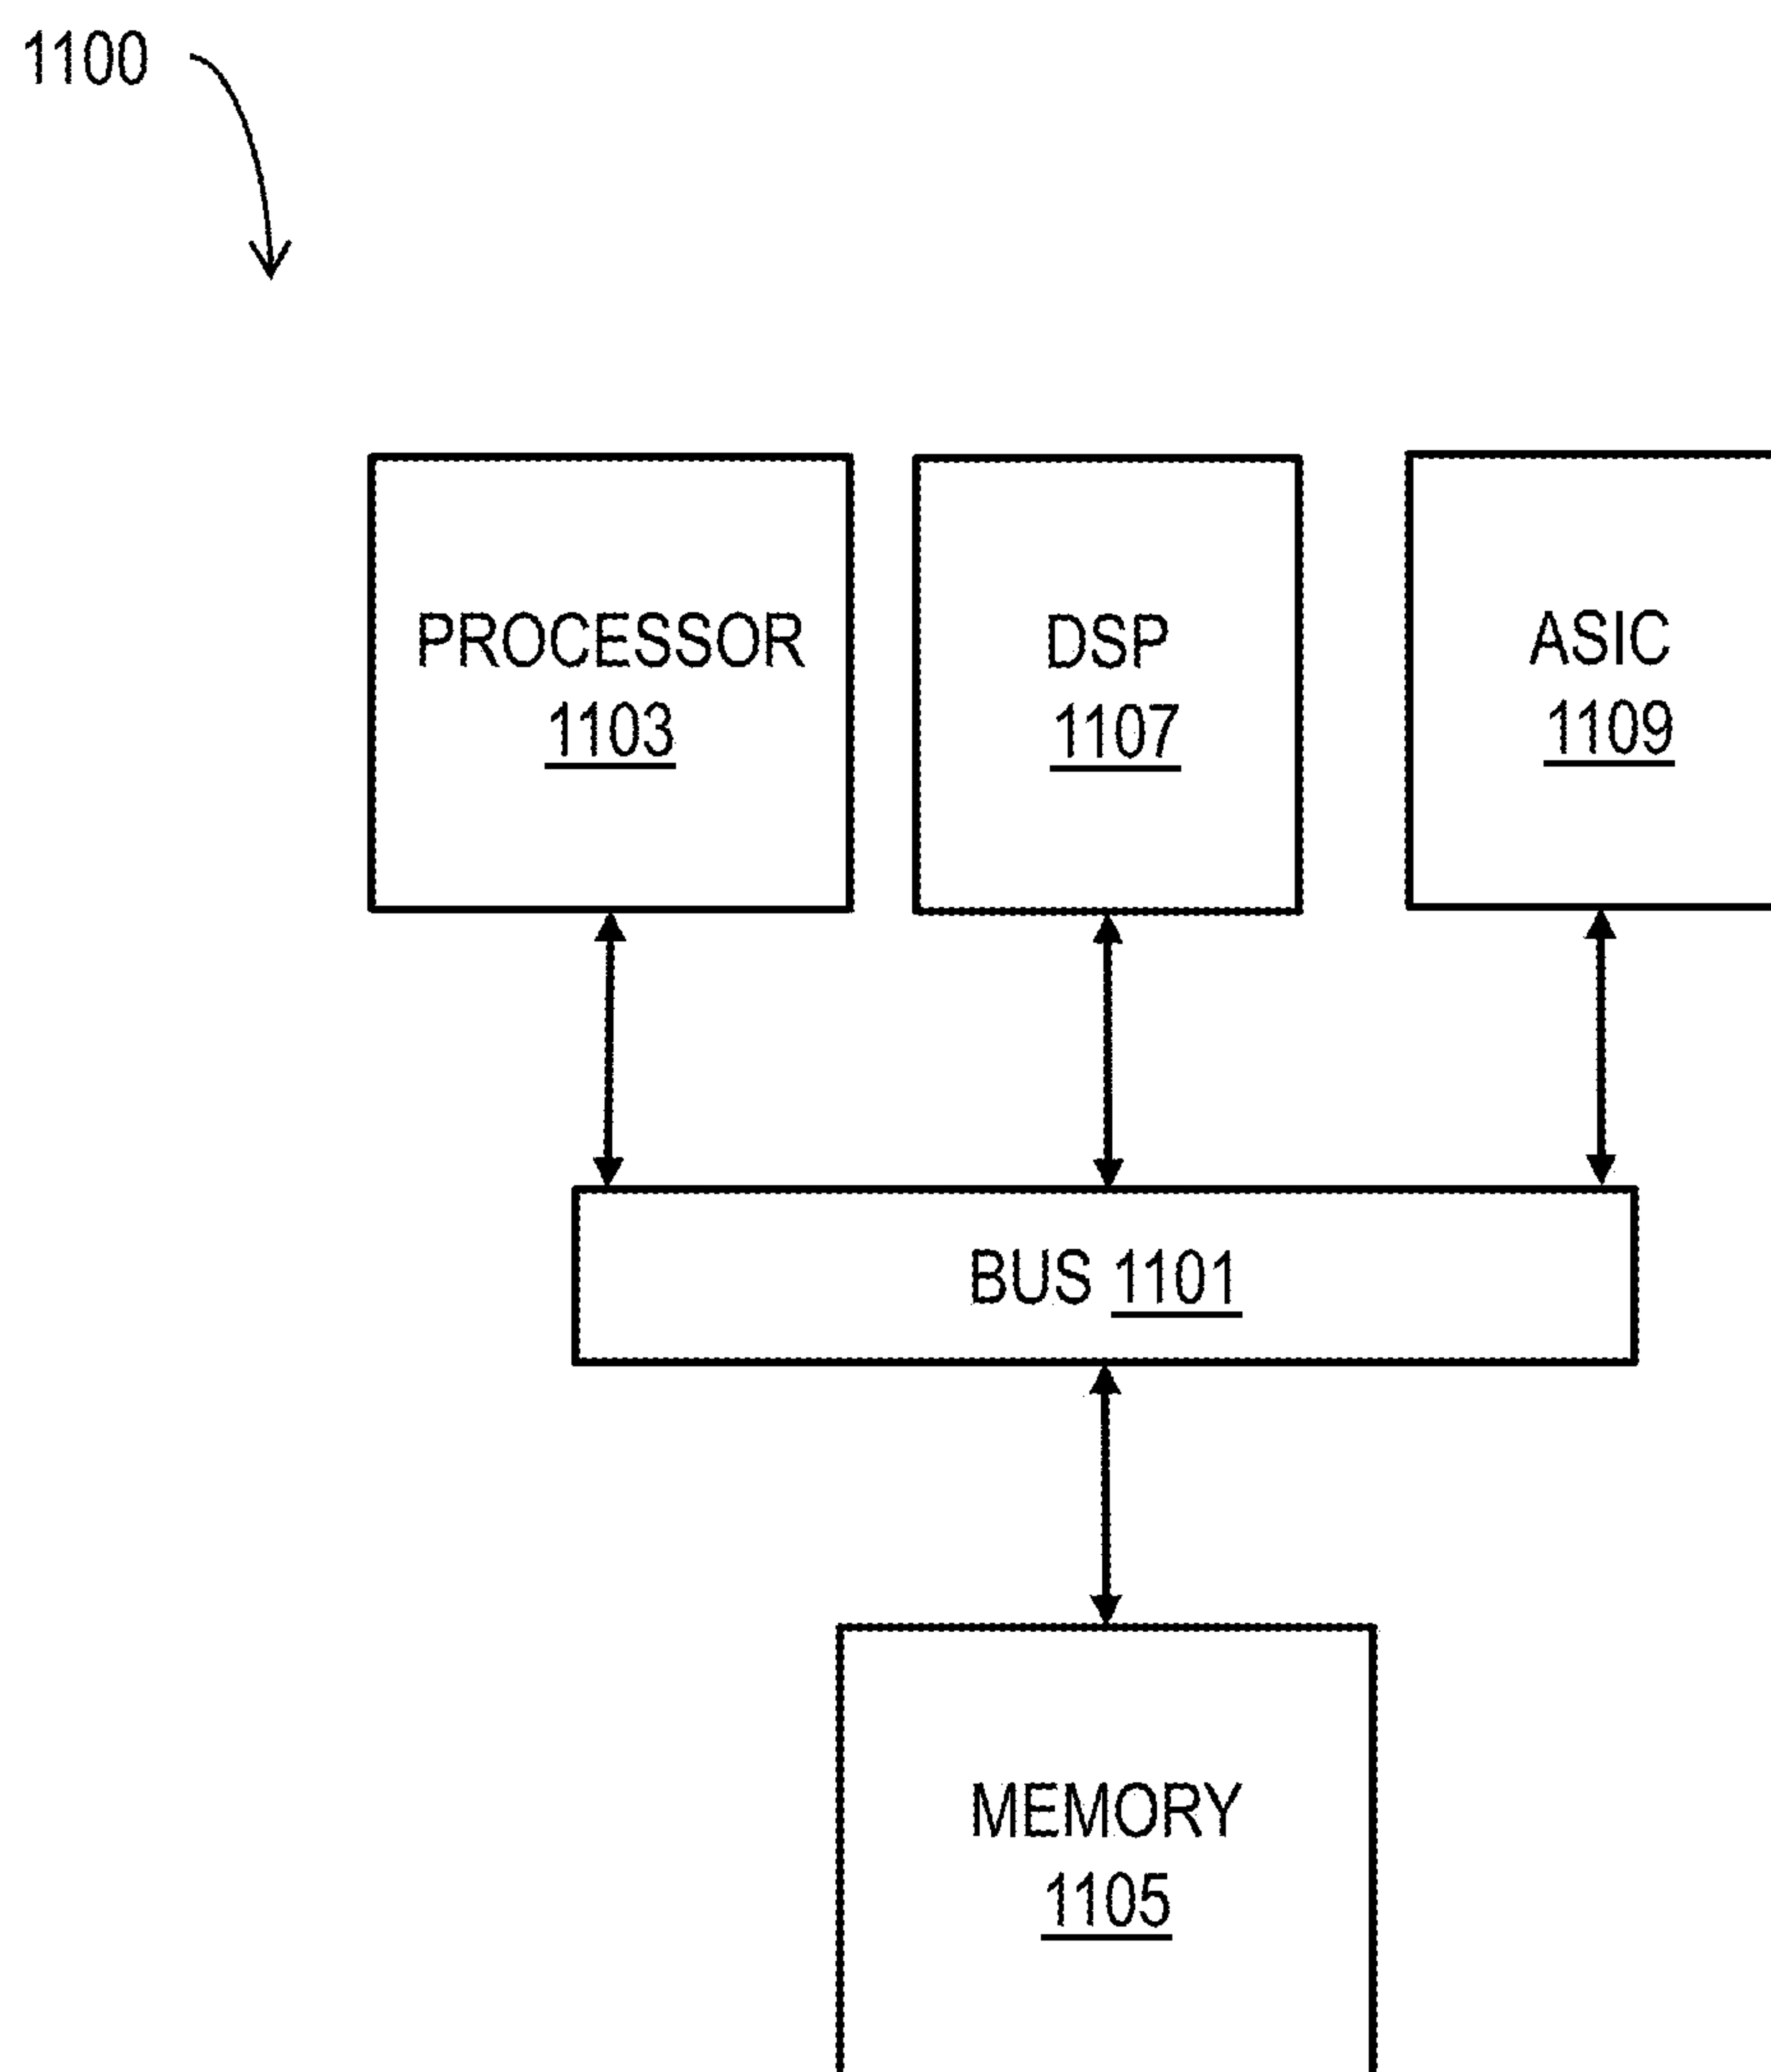 1100
PROCESSOR
1103
DSP
1107
ASIC
1109
BUS 1101
MEMORY
1105